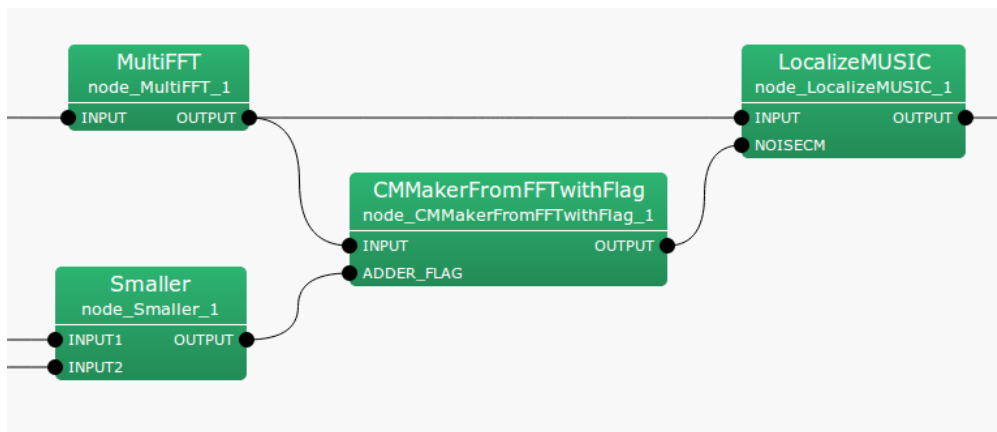 MultiFFT
node_MultiFFT_1
INPUT OUTPUT
LocalizeMUSIC
node_LocalizeMUSIC_1
INPUT OUTPUT
NOISECM
CMMakerFromFFTwithFlag
node_CMMakerFromFFTwithFlag_1
INPUT OUTPUT
ADDER_FLAG
Smaller
node_Smaller_1
INPUT1 OUTPUT
INPUT2